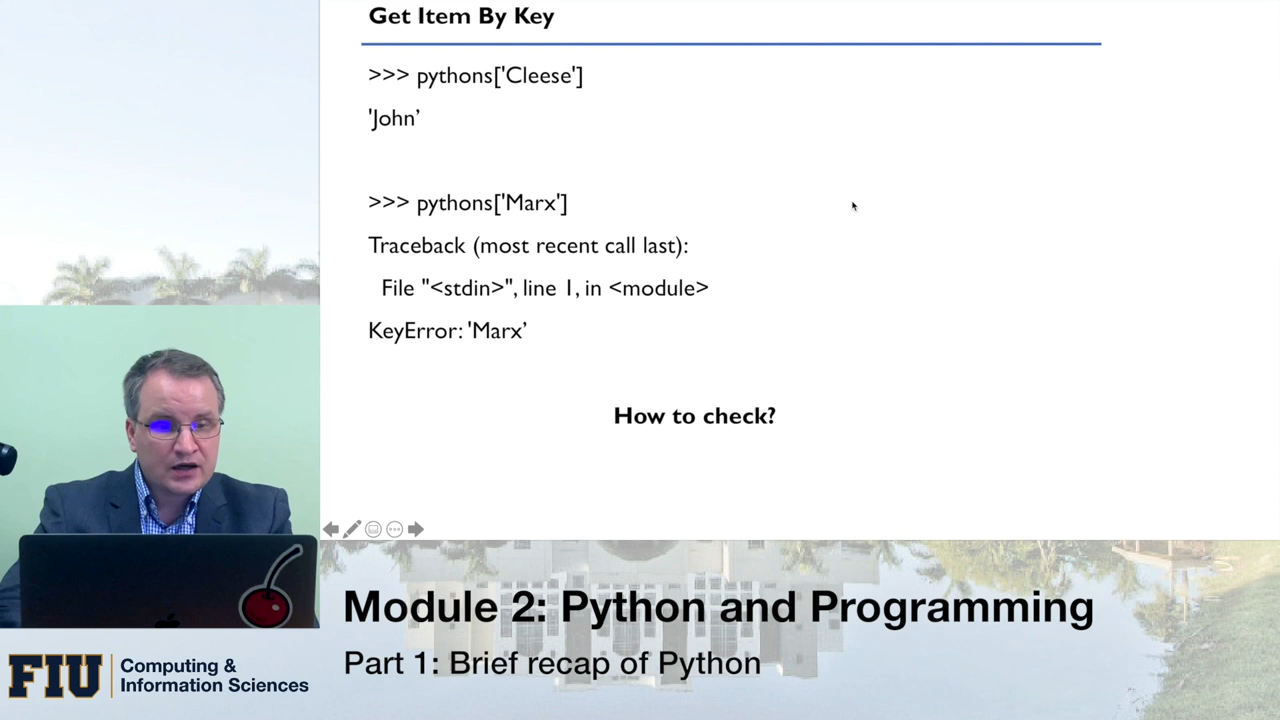 Get Item By Key
>>> pythons['Cleese']
'John’
>>> pythons['Marx']
Traceback (most recent call last):
File "<stdin>", line 1, in <module>
KeyError: 'Marx’
How to check?
Module 2: Python and Programming
Part 1: Brief recap of Python
FIU
Computing &
Information Sciences